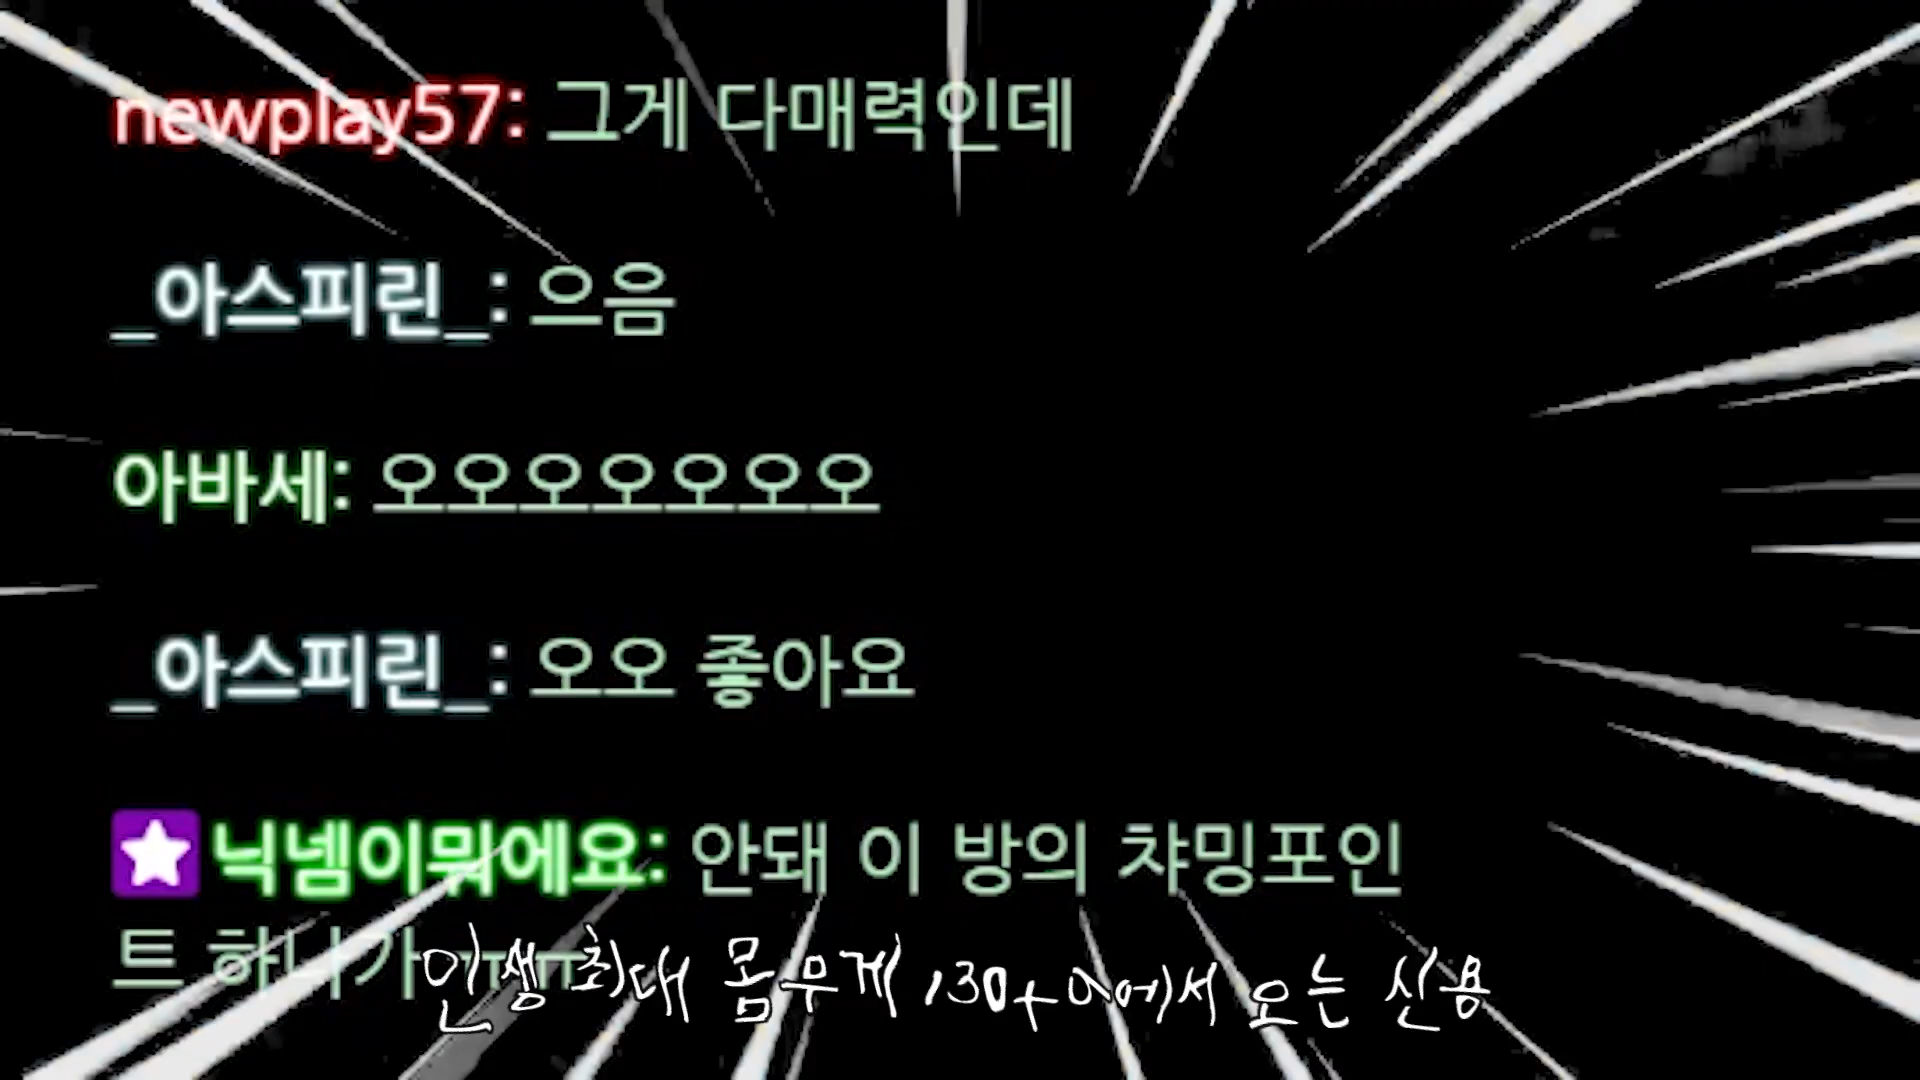 newplay57: 그게 다매력인데
_아스피린_: 으음
아바세: 오오오오오오오
_아스피린_: 오오 좋아요
닉넴이뭐에요: 안돼 이 방의 챠밍포인
트 하나가
인생 최대 몸무게 130+α에서 오는 신용